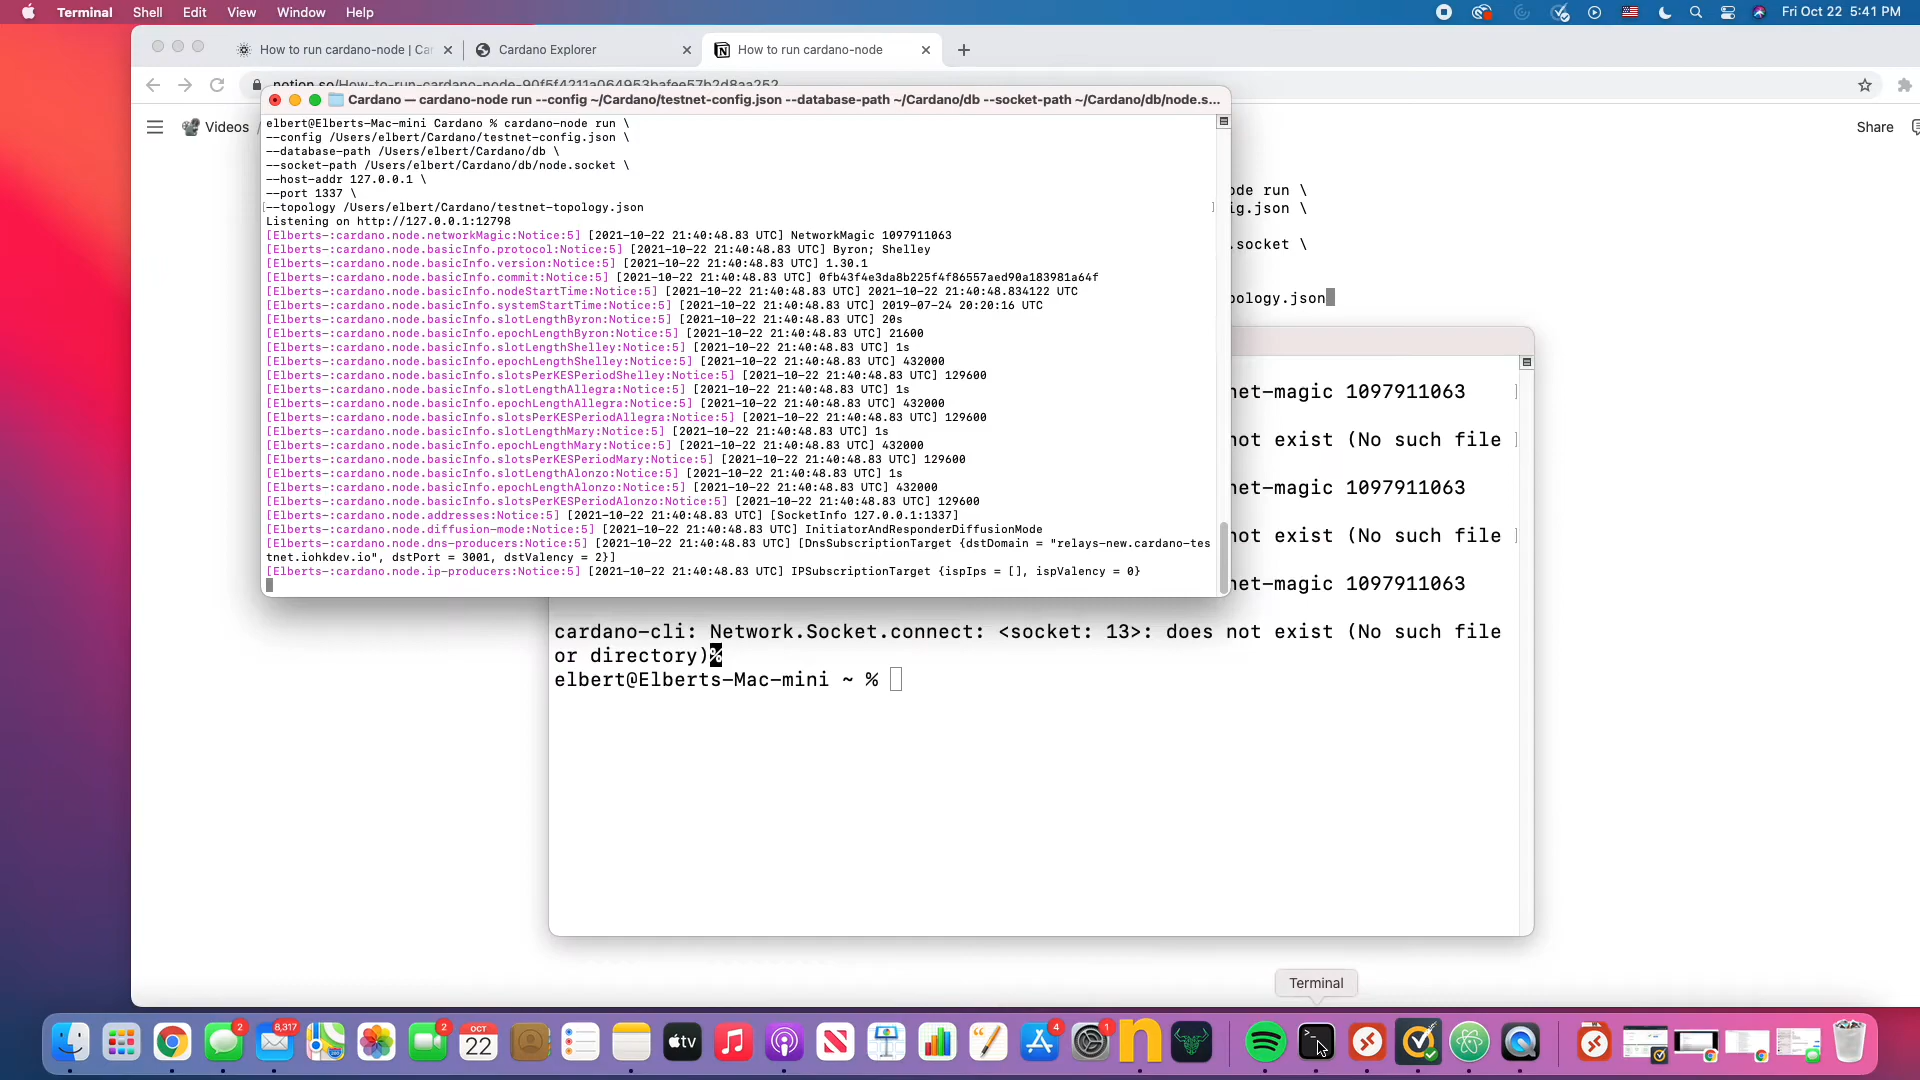 Terminal Shell Edit View Window Help Fri Oct 22 5:41 PM
How to run cardano-node | Ca Cardano Explorer How to run cardano-node
notion.so/How-to-run-cardano-node-90f5f4211a064953bafee57b2d8aa252
Cardano — cardano-node run --config ~/Cardano/testnet-config.json --database-path ~/Cardano/db --socket-path ~/Cardano/db/node.s...
Videos / Share
elbert@Elberts-Mac-mini Cardano % cardano-node run \
--config /Users/elbert/Cardano/testnet-config.json \
--database-path /Users/elbert/Cardano/db \
--socket-path /Users/elbert/Cardano/db/node.socket \
--host-addr 127.0.0.1 \
--port 1337 \
--topology /Users/elbert/Cardano/testnet-topology.json
Listening on http://127.0.0.1:12798
[Elberts-:cardano.node.networkMagic:Notice:5] [2021-10-22 21:40:48.83 UTC] NetworkMagic 1097911063
[Elberts-:cardano.node.basicInfo.protocol:Notice:5] [2021-10-22 21:40:48.83 UTC] Byron; Shelley
[Elberts-:cardano.node.basicInfo.version:Notice:5] [2021-10-22 21:40:48.83 UTC] 1.30.1
[Elberts-:cardano.node.basicInfo.commit:Notice:5] [2021-10-22 21:40:48.83 UTC] 0fb43f4e3da8b225f4f86557aed90a183981a64f
[Elberts-:cardano.node.basicInfo.nodeStartTime:Notice:5] [2021-10-22 21:40:48.83 UTC] 2021-10-22 21:40:48.834122 UTC
[Elberts-:cardano.node.basicInfo.systemStartTime:Notice:5] [2021-10-22 21:40:48.83 UTC] 2019-07-24 20:20:16 UTC
[Elberts-:cardano.node.basicInfo.slotLengthByron:Notice:5] [2021-10-22 21:40:48.83 UTC] 20s
[Elberts-:cardano.node.basicInfo.epochLengthByron:Notice:5] [2021-10-22 21:40:48.83 UTC] 21600
[Elberts-:cardano.node.basicInfo.slotLengthShelley:Notice:5] [2021-10-22 21:40:48.83 UTC] 1s
[Elberts-:cardano.node.basicInfo.epochLengthShelley:Notice:5] [2021-10-22 21:40:48.83 UTC] 432000
[Elberts-:cardano.node.basicInfo.slotsPerKESPeriodShelley:Notice:5] [2021-10-22 21:40:48.83 UTC] 129600
[Elberts-:cardano.node.basicInfo.slotLengthAllegra:Notice:5] [2021-10-22 21:40:48.83 UTC] 1s
[Elberts-:cardano.node.basicInfo.epochLengthAllegra:Notice:5] [2021-10-22 21:40:48.83 UTC] 432000
[Elberts-:cardano.node.basicInfo.slotsPerKESPeriodAllegra:Notice:5] [2021-10-22 21:40:48.83 UTC] 129600
[Elberts-:cardano.node.basicInfo.slotLengthMary:Notice:5] [2021-10-22 21:40:48.83 UTC] 1s
[Elberts-:cardano.node.basicInfo.epochLengthMary:Notice:5] [2021-10-22 21:40:48.83 UTC] 432000
[Elberts-:cardano.node.basicInfo.slotsPerKESPeriodMary:Notice:5] [2021-10-22 21:40:48.83 UTC] 129600
[Elberts-:cardano.node.basicInfo.slotLengthAlonzo:Notice:5] [2021-10-22 21:40:48.83 UTC] 1s
[Elberts-:cardano.node.basicInfo.epochLengthAlonzo:Notice:5] [2021-10-22 21:40:48.83 UTC] 432000
[Elberts-:cardano.node.basicInfo.slotsPerKESPeriodAlonzo:Notice:5] [2021-10-22 21:40:48.83 UTC] 129600
[Elberts-:cardano.node.addresses:Notice:5] [2021-10-22 21:40:48.83 UTC] [SocketInfo 127.0.0.1:1337]
[Elberts-:cardano.node.diffusion-mode:Notice:5] [2021-10-22 21:40:48.83 UTC] InitiatorAndResponderDiffusionMode
[Elberts-:cardano.node.dns-producers:Notice:5] [2021-10-22 21:40:48.83 UTC] [DnsSubscriptionTarget {dstDomain = "relays-new.cardano-tes
tnet.iohkdev.io", dstPort = 3001, dstValency = 2}]
[Elberts-:cardano.node.ip-producers:Notice:5] [2021-10-22 21:40:48.83 UTC] IPSubscriptionTarget {ispIps = [], ispValency = 0}
de run \
ig.json \
.socket \
pology.json
net-magic 1097911063
not exist (No such file
net-magic 1097911063
not exist (No such file
net-magic 1097911063
cardano-cli: Network.Socket.connect: <socket: 13>: does not exist (No such file
or directory)%
elbert@Elberts-Mac-mini ~ %
Terminal
2 8,317 2 OCT 22 tv 4 1